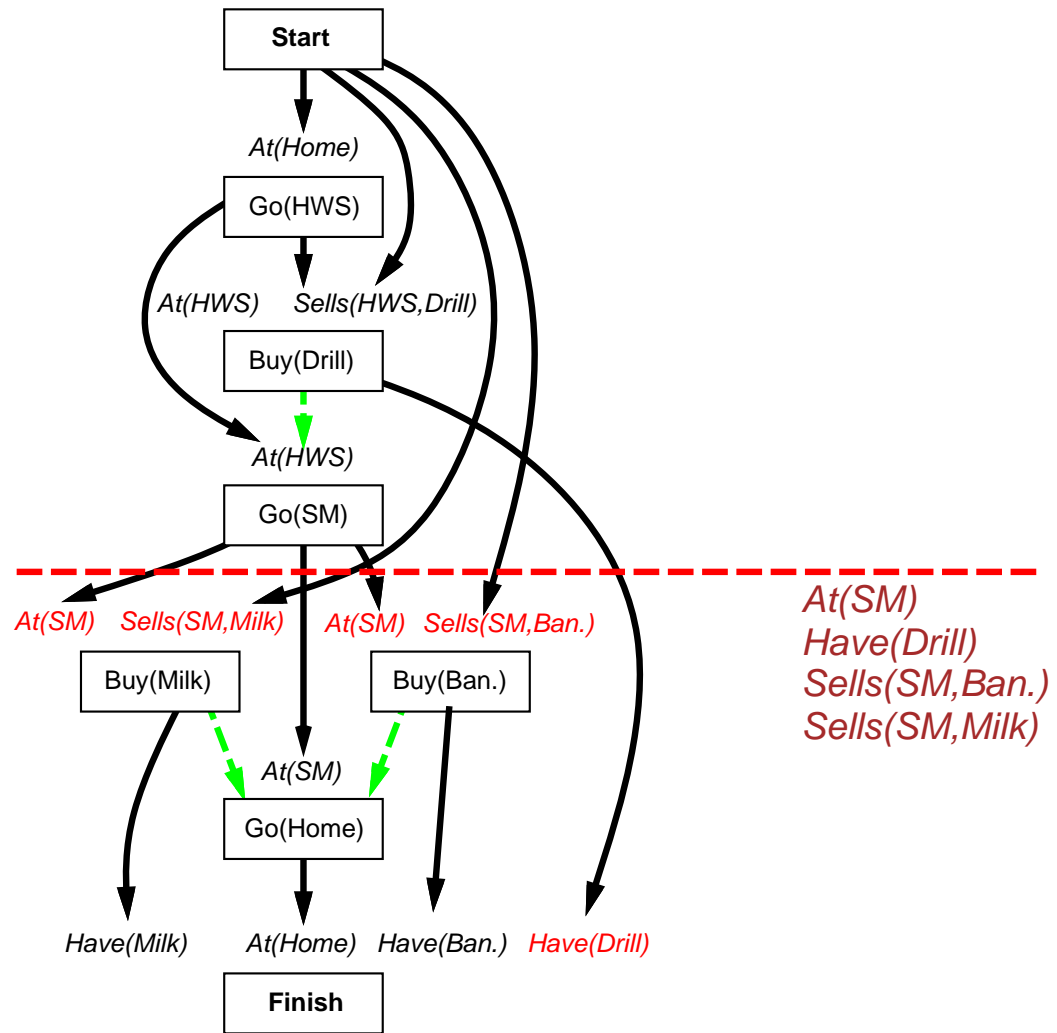 Start
At(Home)
Go(HWS)
At(HWS) Sells(HWS,Drill)
Buy(Drill)
At(HWS)
Go(SM)
At(SM) Sells(SM,Milk) At(SM) Sells(SM,Ban.)
Buy(Milk) Buy(Ban.)
At(SM)
Go(Home)
Have(Milk) At(Home) Have(Ban.) Have(Drill)
Finish
At(SM)
Have(Drill)
Sells(SM,Ban.)
Sells(SM,Milk)